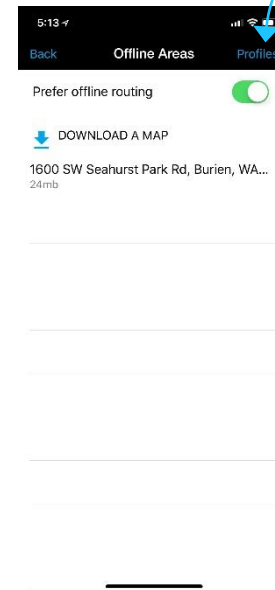 5:13
Back Offline Areas Profiles
Prefer offline routing
DOWNLOAD A MAP
1600 SW Seahurst Park Rd, Burien, WA...
24mb